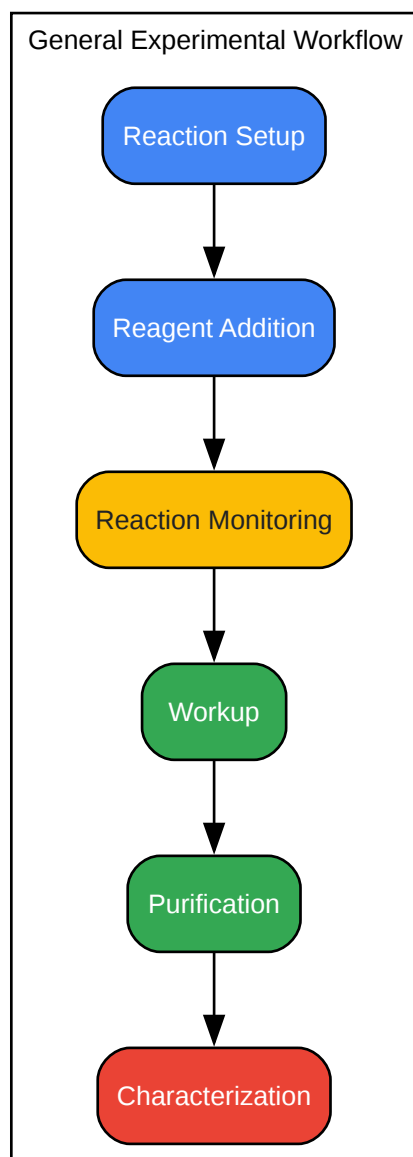 General Experimental Workflow
Reaction Setup
Reagent Addition
Reaction Monitoring
Workup
Purification
Characterization